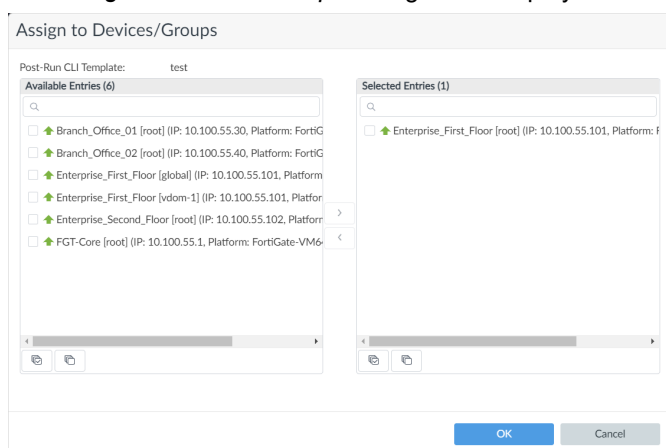 Assign to Devices/Groups
Post-Run CLI Template: test
Available Entries (6)
Branch_Office_01 [root] (IP: 10.100.55.30, Platform: FortiG
Branch_Office_02 [root] (IP: 10.100.55.40, Platform: FortiG
Enterprise_First_Floor [global] (IP: 10.100.55.101, Platform
Enterprise_First_Floor [vdom-1] (IP: 10.100.55.101, Platfor
Enterprise_Second_Floor [root] (IP: 10.100.55.102, Platforr
FGT-Core [root] (IP: 10.100.55.1, Platform: FortiGate-VM64
Selected Entries (1)
Enterprise_First_Floor [root] (IP: 10.100.55.101, Platform: F
OK
Cancel